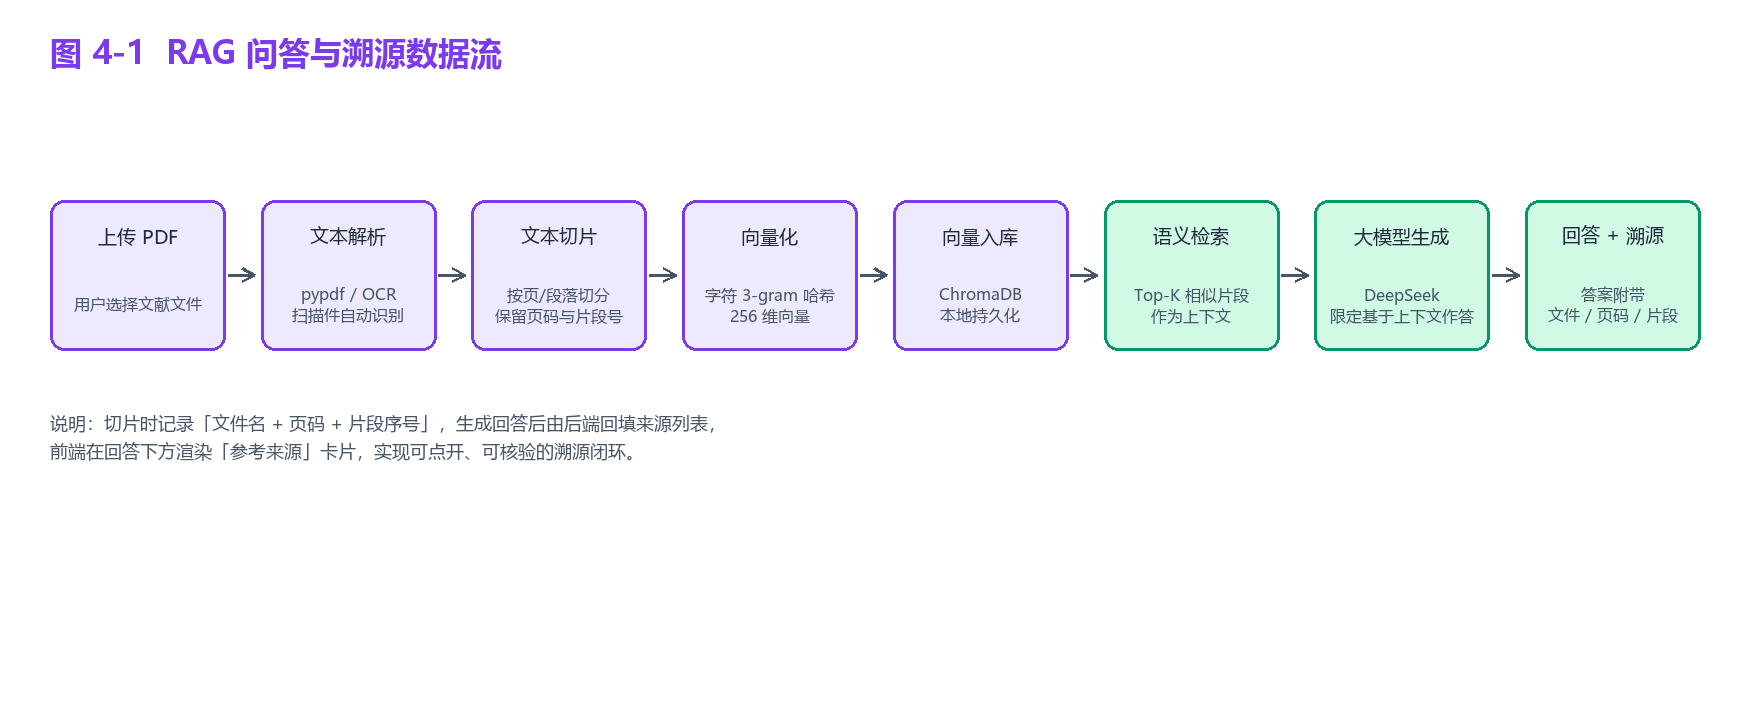 图 4-1 RAG 问答与溯源数据流
上传 PDF
用户选择文献文件
文本解析
pypdf / OCR
扫描件自动识别
文本切片
按页/段落切分
保留页码与片段号
向量化
字符 3-gram 哈希
256 维向量
向量入库
ChromaDB
本地持久化
语义检索
Top-K 相似片段
作为上下文
大模型生成
DeepSeek
限定基于上下文作答
回答 + 溯源
答案附带
文件 / 页码 / 片段
说明：切片时记录「文件名 + 页码 + 片段序号」，生成回答后由后端回填来源列表，
前端在回答下方渲染「参考来源」卡片，实现可点开、可核验的溯源闭环。